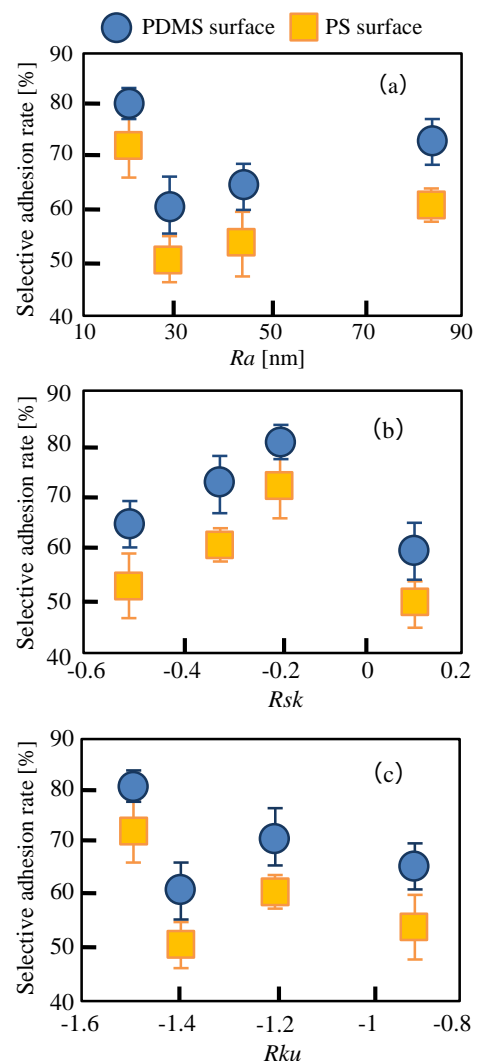 PDMS surface PS surface
Selective adhesion rate [%]
90
80
70
60
50
40
(a)
10 30 50 70 90
Ra [nm]
Selective adhesion rate [%]
90
80
70
60
50
40
(b)
-0.6 -0.4 -0.2 0 0.2
Rsk
Selective adhesion rate [%]
90
80
70
60
50
40
(c)
-1.6 -1.4 -1.2 -1 -0.8
Rku